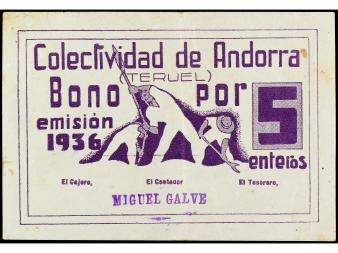 Colectividad de Andorra
(TERUEL)
Bono por 5
emisión
1936
enteros
El Cajero, El Contador El Tesorero,
MIGUEL GALVE